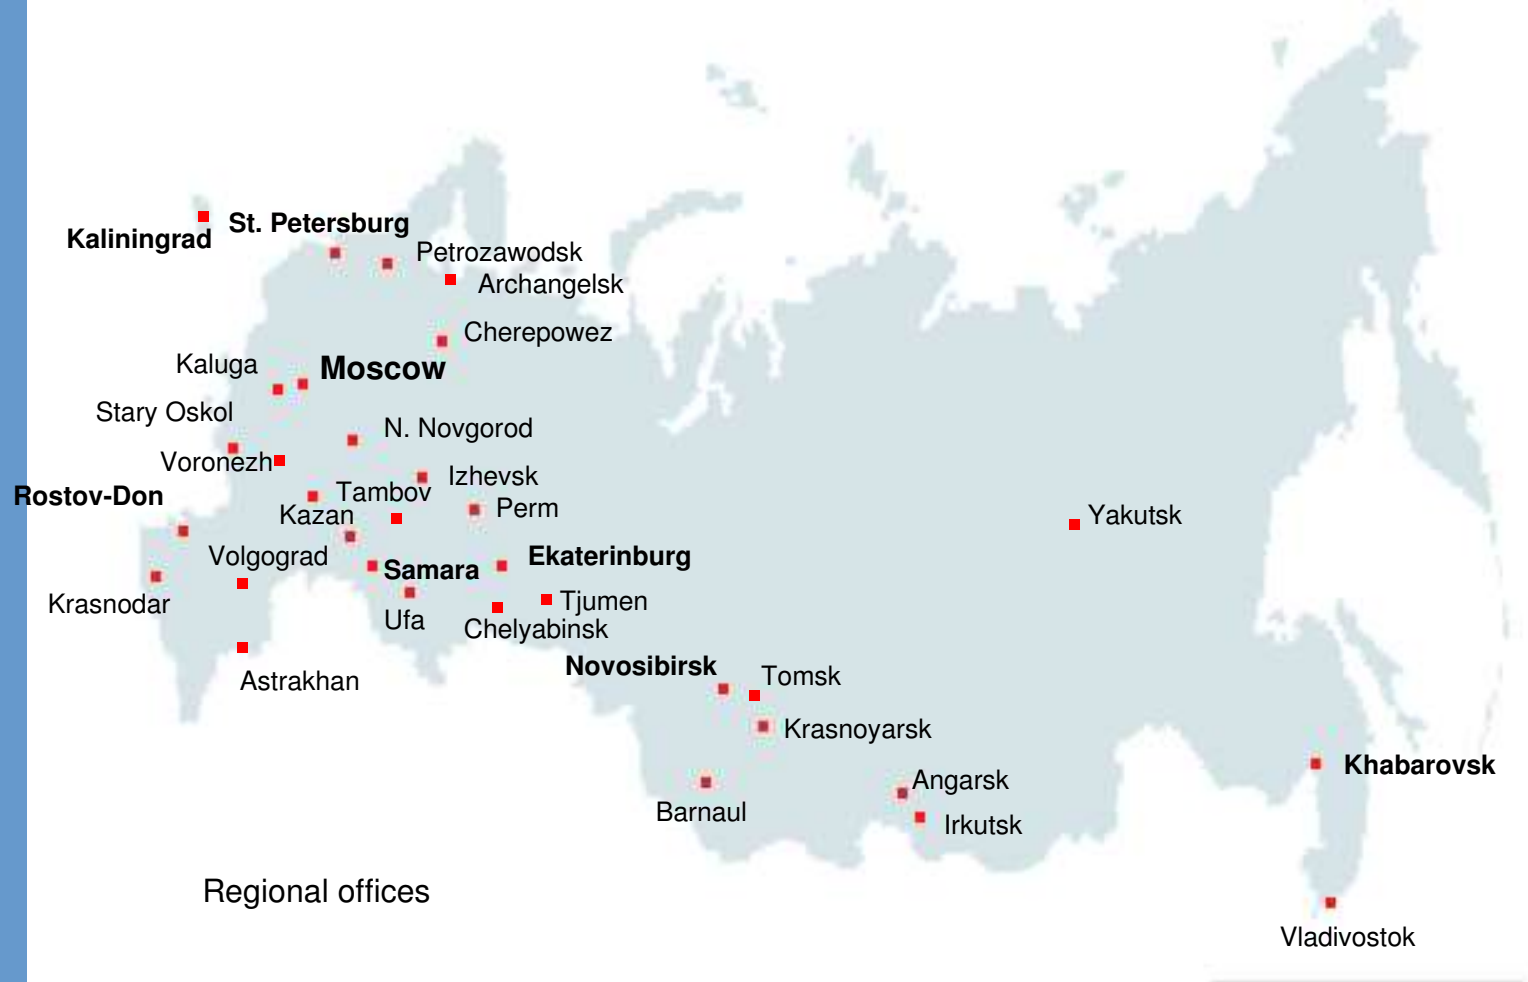 St. Petersburg
Kaliningrad
Petrozawodsk
Archangelsk
Cherepowez
Kaluga
Moscow
Stary Oskol
N. Novgorod
Voronezh
Izhevsk
Rostov-Don
Tambov
Perm
Kazan
Yakutsk
Volgograd
Ekaterinburg
Samara
Krasnodar
Tjumen
Ufa
Chelyabinsk
Novosibirsk
Tomsk
Astrakhan
Krasnoyarsk
Khabarovsk
Angarsk
Barnaul
Irkutsk
Regional offices
Vladivostok